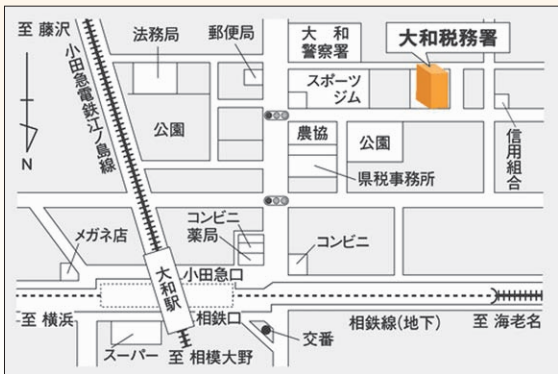 至 藤沢
法務局
郵便局
大 和
警察署
大和税務署
小田急電鉄江ノ島線
スポーツ
ジム
公園
農協
公園
信用組合
N
県税事務所
コンビニ
薬局
メガネ店
コンビニ
小田急口
大和駅
至 横浜
相鉄口
交番
相鉄線(地下)
至 海老名
スーパー
至 相模大野